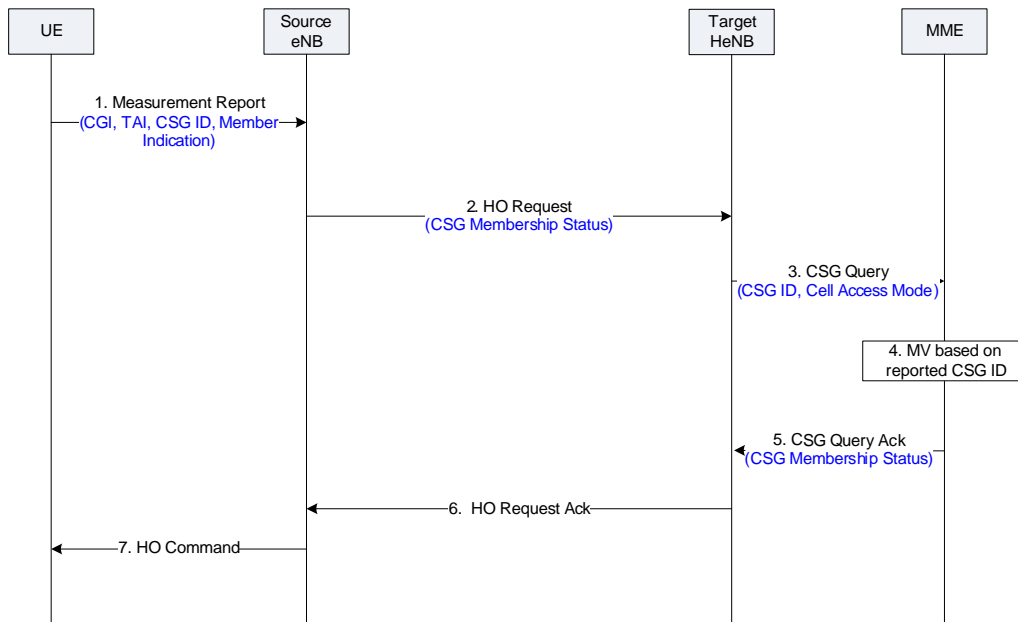 UE
Source
eNB
Target
HeNB
MME
1. Measurement Report
(CGI, TAI, CSG ID, Member
Indication)
2. HO Request
(CSG Membership Status)
3. CSG Query
(CSG ID, Cell Access Mode)
4. MV based on
reported CSG ID
5. CSG Query Ack
(CSG Membership Status)
6. HO Request Ack
7. HO Command